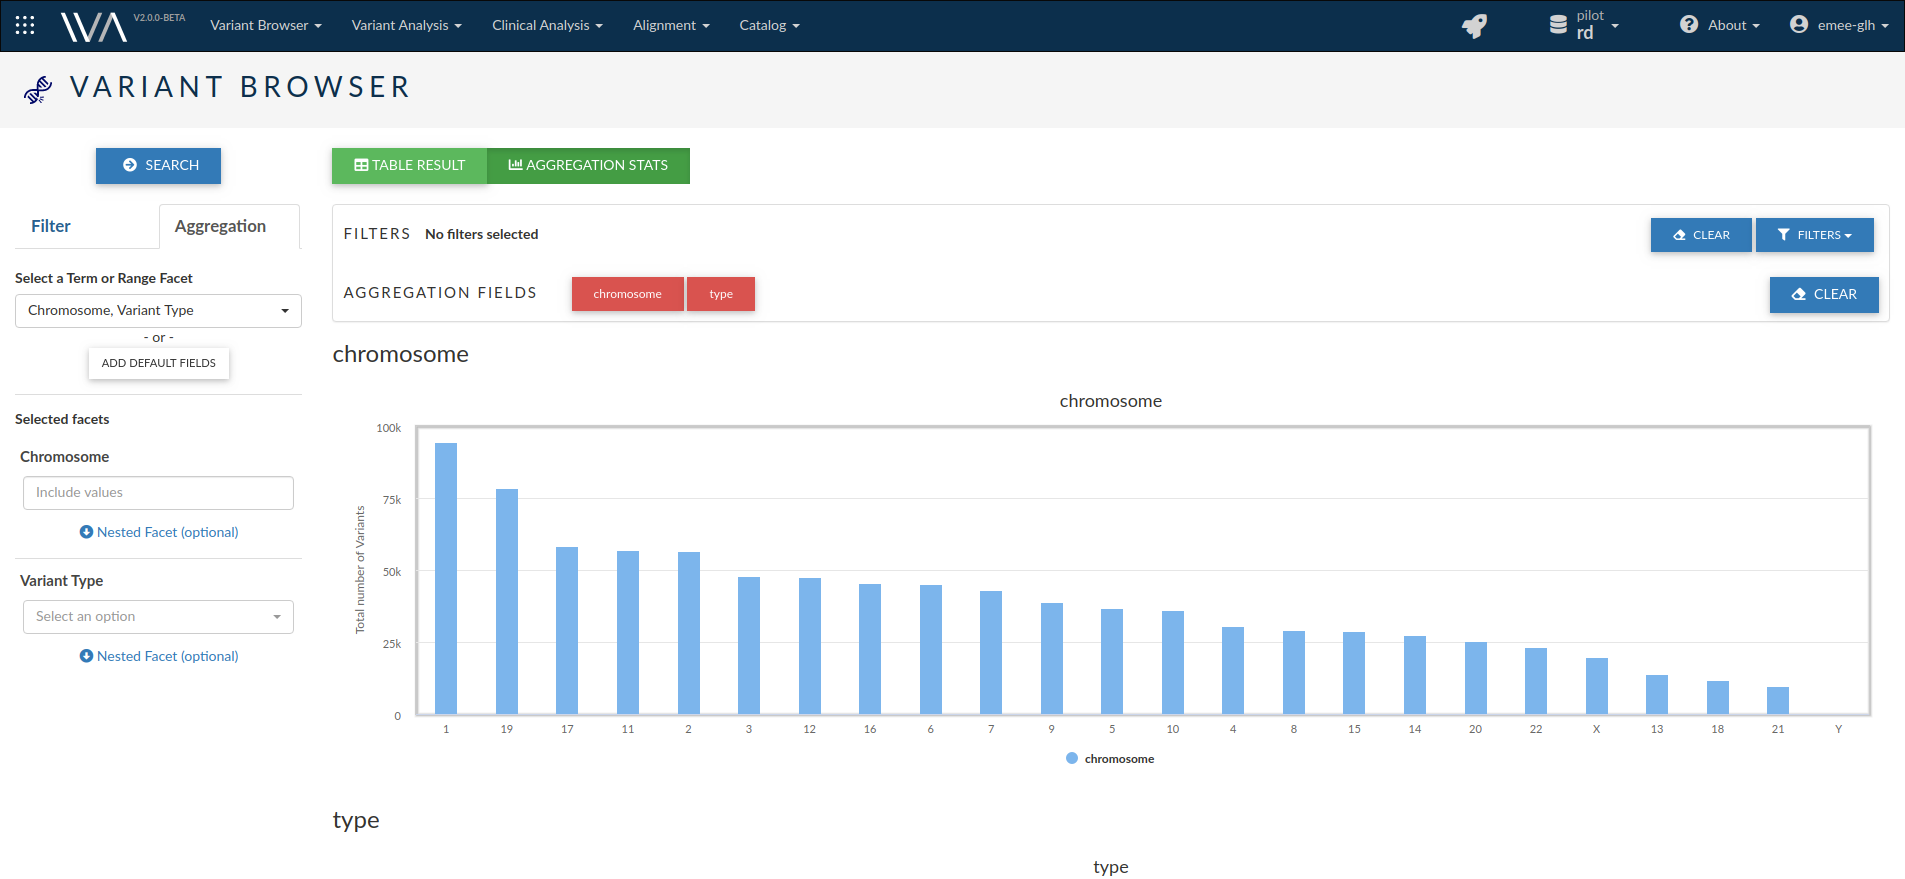 IVA V2.0.0-BETA Variant Browser Variant Analysis Clinical Analysis Alignment Catalog pilot rd About emee-glh
VARIANT BROWSER
SEARCH
TABLE RESULT AGGREGATION STATS
Filter Aggregation
Select a Term or Range Facet
Chromosome, Variant Type
- or -
ADD DEFAULT FIELDS
Selected facets
Chromosome
Include values
Nested Facet (optional)
Variant Type
Select an option
Nested Facet (optional)
FILTERS No filters selected CLEAR FILTERS
AGGREGATION FIELDS chromosome type CLEAR
chromosome
chromosome
Total number of Variants
100k
75k
50k
25k
0
1 19 17 11 2 3 12 16 6 7 9 5 10 4 8 15 14 20 22 X 13 18 21 Y
chromosome
type
type